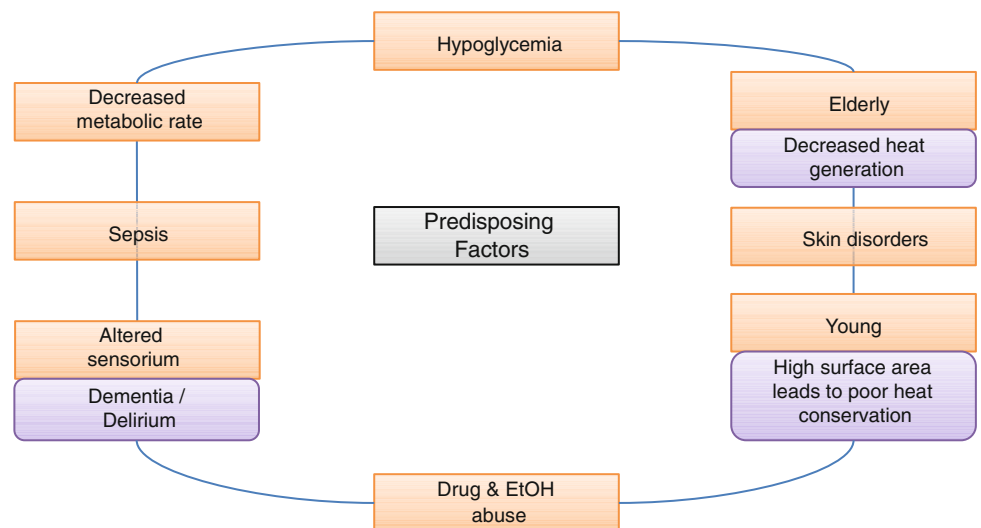 Hypoglycemia
Decreased
metabolic rate
Elderly
Decreased heat
generation
Sepsis
Predisposing
Factors
Skin disorders
Altered
sensorium
Dementia /
Delirium
Young
High surface area
leads to poor heat
conservation
Drug & EtOH
abuse